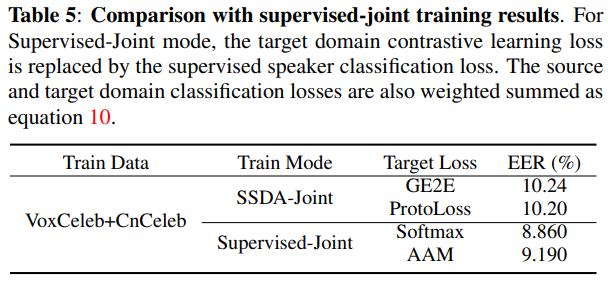 Table 5: Comparison with supervised-joint training results. For
Supervised-Joint mode, the target domain contrastive learning loss
is replaced by the supervised speaker classification loss. The source
and target domain classification losses are also weighted summed as
equation 10.
Train Data Train Mode Target Loss EER (%)
VoxCeleb+CnCeleb SSDA-Joint GE2E 10.24
ProtoLoss 10.20
Supervised-Joint Softmax 8.860
AAM 9.190